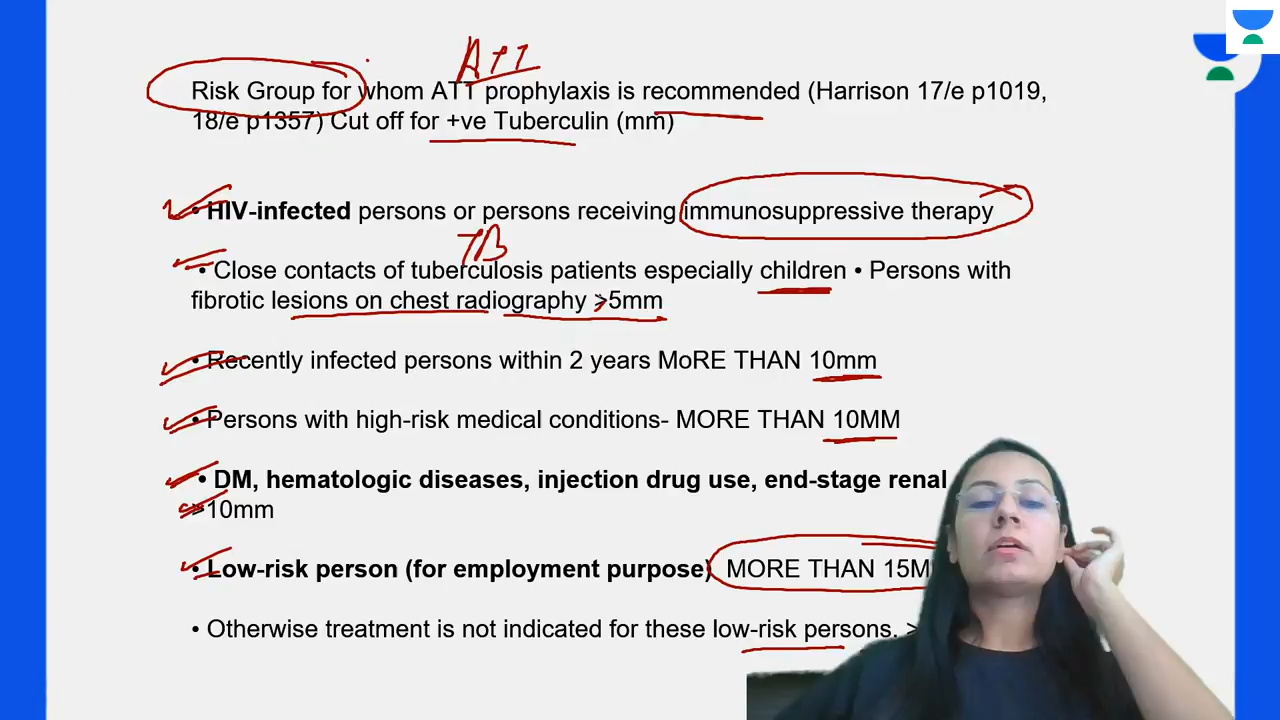 ATT
Risk Group for whom ATT prophylaxis is recommended (Harrison 17/e p1019,
18/e p1357) Cut off for +ve Tuberculin (mm)
• HIV-infected persons or persons receiving immunosuppressive therapy
TB
• Close contacts of tuberculosis patients especially children • Persons with
fibrotic lesions on chest radiography >5mm
• Recently infected persons within 2 years MoRE THAN 10mm
• Persons with high-risk medical conditions- MORE THAN 10MM
• DM, hematologic diseases, injection drug use, end-stage renal
>10mm
• Low-risk person (for employment purpose) MORE THAN 15M
• Otherwise treatment is not indicated for these low-risk persons. >